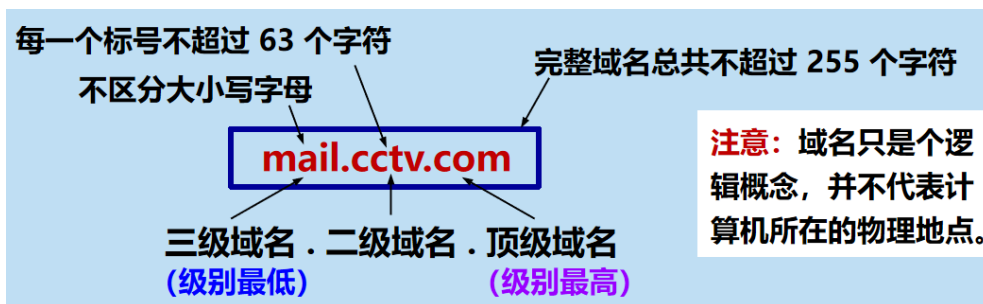 每一个标号不超过 63 个字符
不区分大小写字母
完整域名总共不超过 255 个字符
mail.cctv.com
三级域名 . 二级域名 . 顶级域名
(级别最低)
(级别最高)
注意：域名只是个逻
辑概念，并不代表计
算机所在的物理地点。